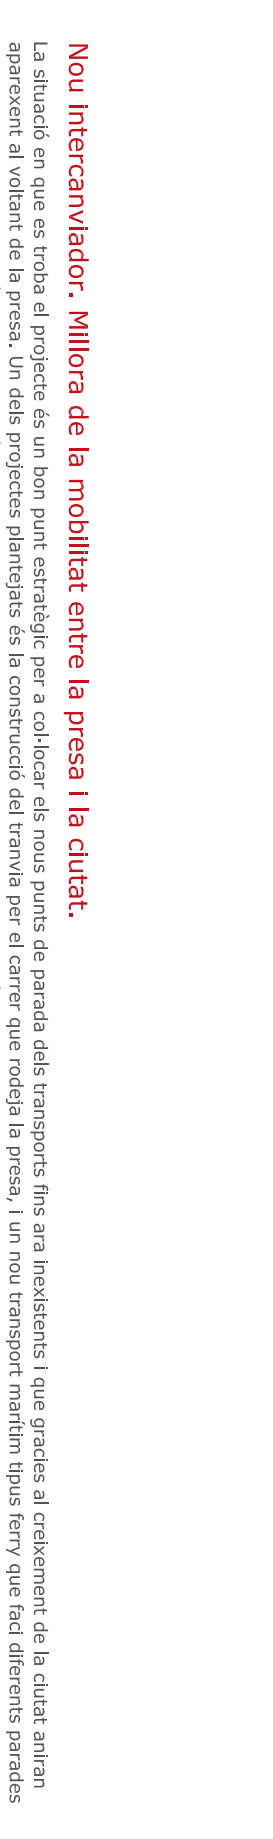 Nou intercanviador. Millora de la mobilitat entre la presa i la ciutat.
La situació en que es troba el projecte és un bon punt estratègic per a col·locar els nous punts de parada dels transports fins ara inexistents i que gracies al creixement de la ciutat aniran
aparexent al voltant de la presa. Un dels projectes plantejats és la construcció del tranvia per el carrer que rodeja la presa, i un nou transport marítim tipus ferry que faci diferents parades